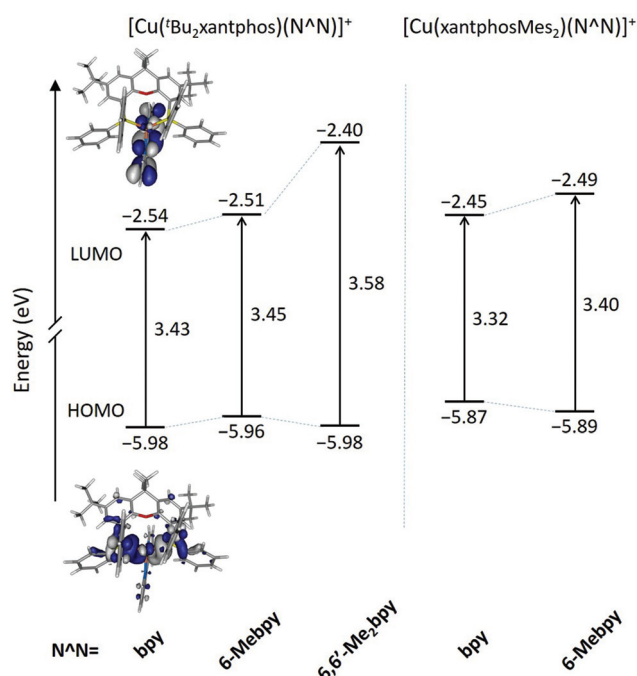 [Cu(ᵗBu₂xantphos)(N^N)]⁺
[Cu(xantphosMes₂)(N^N)]⁺
Energy (eV)
LUMO
HOMO
−2.54
−2.51
−2.40
−2.45
−2.49
3.43
3.45
3.58
3.32
3.40
−5.98
−5.96
−5.98
−5.87
−5.89
N^N=
bpy
6-Mebpy
6,6′-Me₂bpy
bpy
6-Mebpy